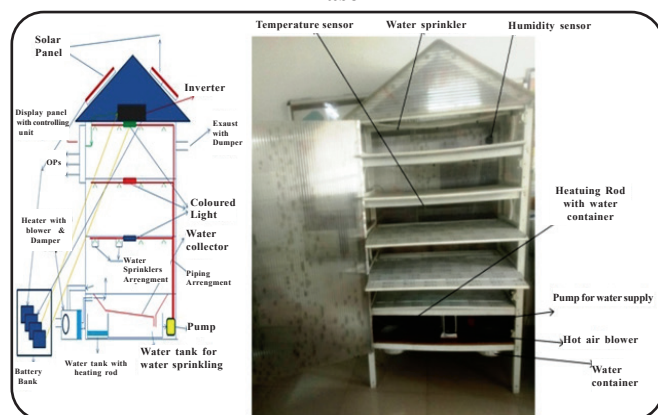 Solar
Panel
Inverter
Display panel
with controlling
unit
Exaust
with
Dumper
OPs
Coloured
Light
Heater with
blower &
Damper
Water
collector
Water
Sprinklers
Arrengment
Piping
Arrengment
Pump
Battery
Bank
Water tank with
heating rod
Water tank for
water sprinkling
Temperature sensor
Water sprinkler
Humidity sensor
Heatuing Rod
with water
container
Pump for water supply
Hot air blower
Water
container